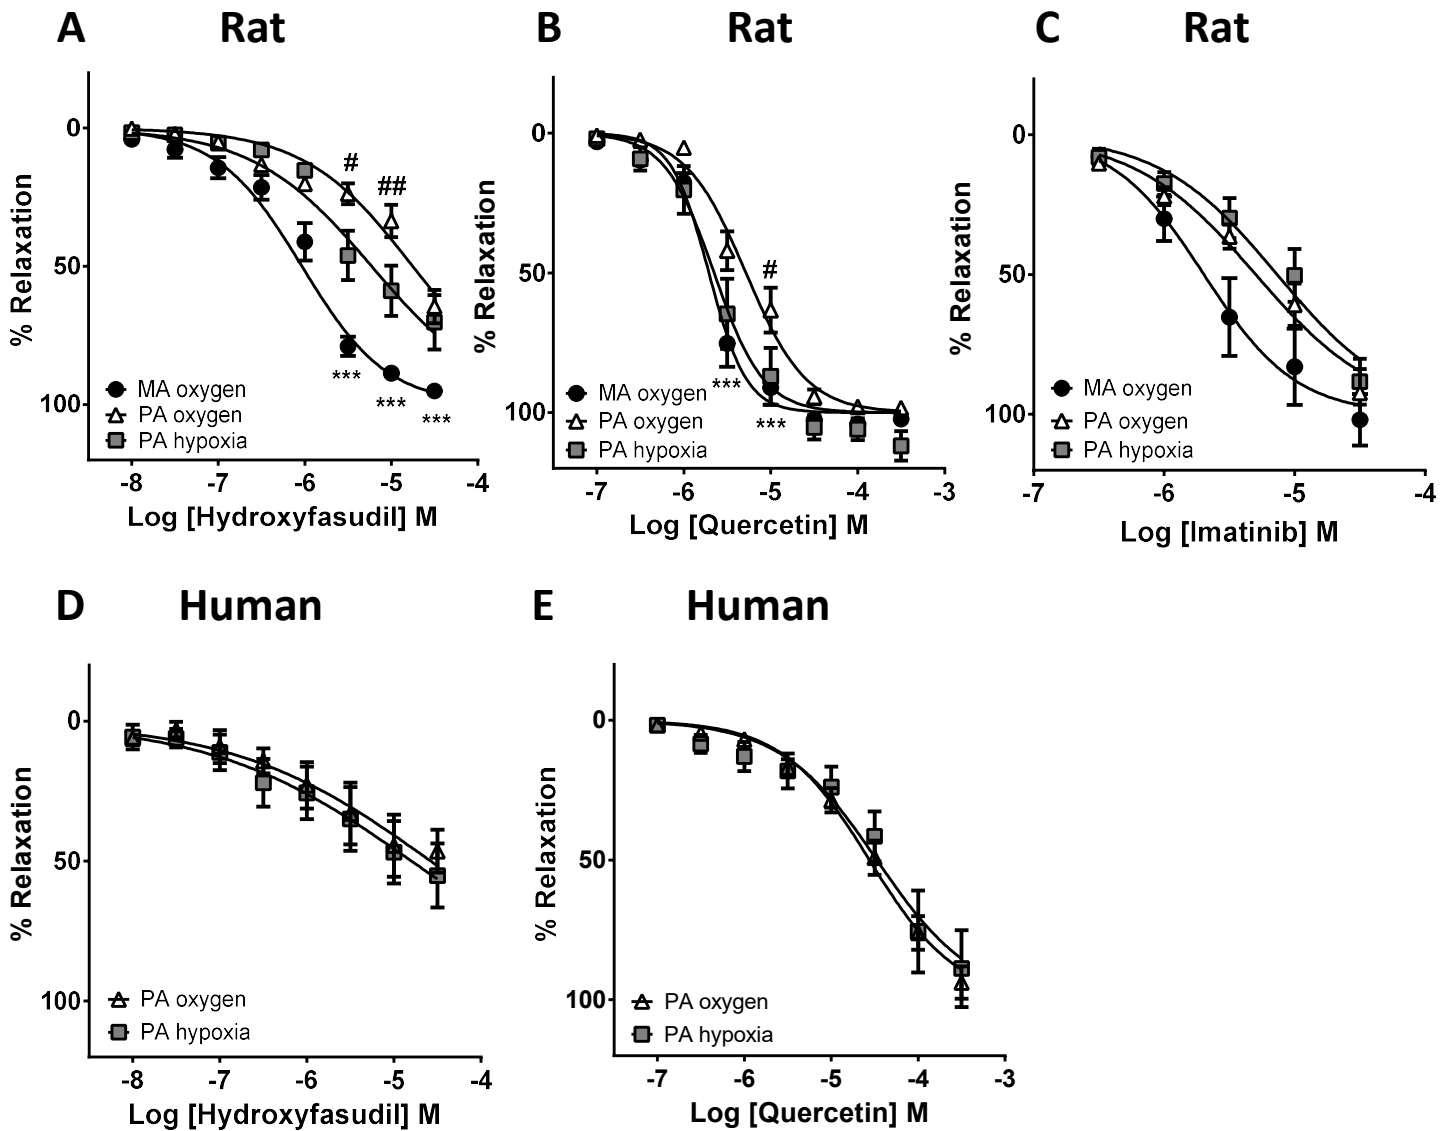 A Rat
B Rat
C Rat
% Relaxation
0
50
100
#
##
***
***
***
MA oxygen
PA oxygen
PA hypoxia
-8 -7 -6 -5 -4
Log [Hydroxyfasudil] M
% Relaxation
0
50
100
#
***
***
MA oxygen
PA oxygen
PA hypoxia
-7 -6 -5 -4 -3
Log [Quercetin] M
% Relaxation
0
50
100
MA oxygen
PA oxygen
PA hypoxia
-7 -6 -5 -4
Log [Imatinib] M
D Human
E Human
% Relaxation
0
50
100
PA oxygen
PA hypoxia
-8 -7 -6 -5 -4
Log [Hydroxyfasudil] M
% Relaxation
0
50
100
PA oxygen
PA hypoxia
-7 -6 -5 -4 -3
Log [Quercetin] M